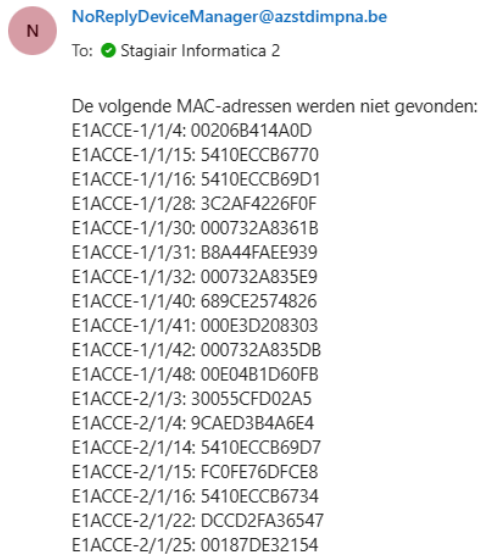 N
NoReplyDeviceManager@azstdimpna.be
To: Stagiair Informatica 2
De volgende MAC-adressen werden niet gevonden:
E1ACCE-1/1/4: 00206B414A0D
E1ACCE-1/1/15: 5410ECCB6770
E1ACCE-1/1/16: 5410ECCB69D1
E1ACCE-1/1/28: 3C2AF4226F0F
E1ACCE-1/1/30: 000732A8361B
E1ACCE-1/1/31: B8A44FAEE939
E1ACCE-1/1/32: 000732A835E9
E1ACCE-1/1/40: 689CE2574826
E1ACCE-1/1/41: 000E3D208303
E1ACCE-1/1/42: 000732A835DB
E1ACCE-1/1/48: 00E04B1D60FB
E1ACCE-2/1/3: 30055CFD02A5
E1ACCE-2/1/4: 9CAED3B4A6E4
E1ACCE-2/1/14: 5410ECCB69D7
E1ACCE-2/1/15: FC0FE76DFCE8
E1ACCE-2/1/16: 5410ECCB6734
E1ACCE-2/1/22: DCCD2FA36547
E1ACCE-2/1/25: 00187DE32154